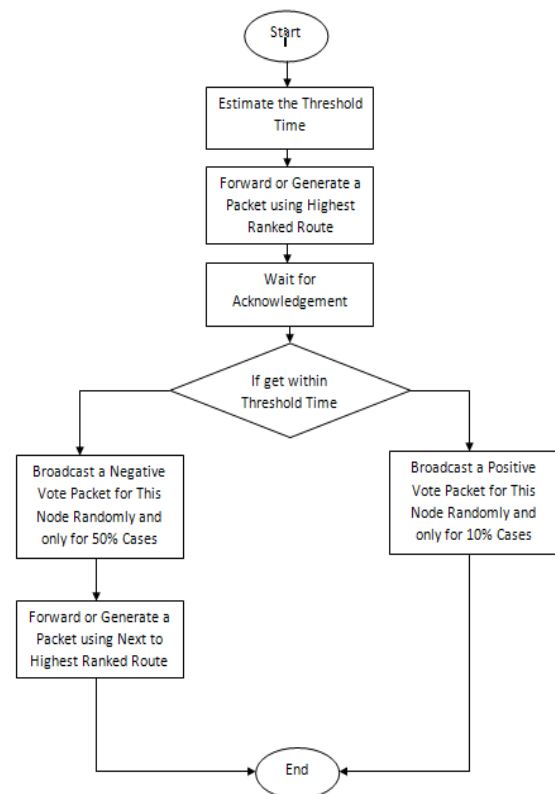 Start
Estimate the Threshold
Time
Forward or Generate a
Packet using Highest
Ranked Route
Wait for
Acknowledgement
If get within
Threshold Time
Broadcast a Negative
Vote Packet for This
Node Randomly and
only for 50% Cases
Broadcast a Positive
Vote Packet for This
Node Randomly and
only for 10% Cases
Forward or Generate a
Packet using Next to
Highest Ranked Route
End